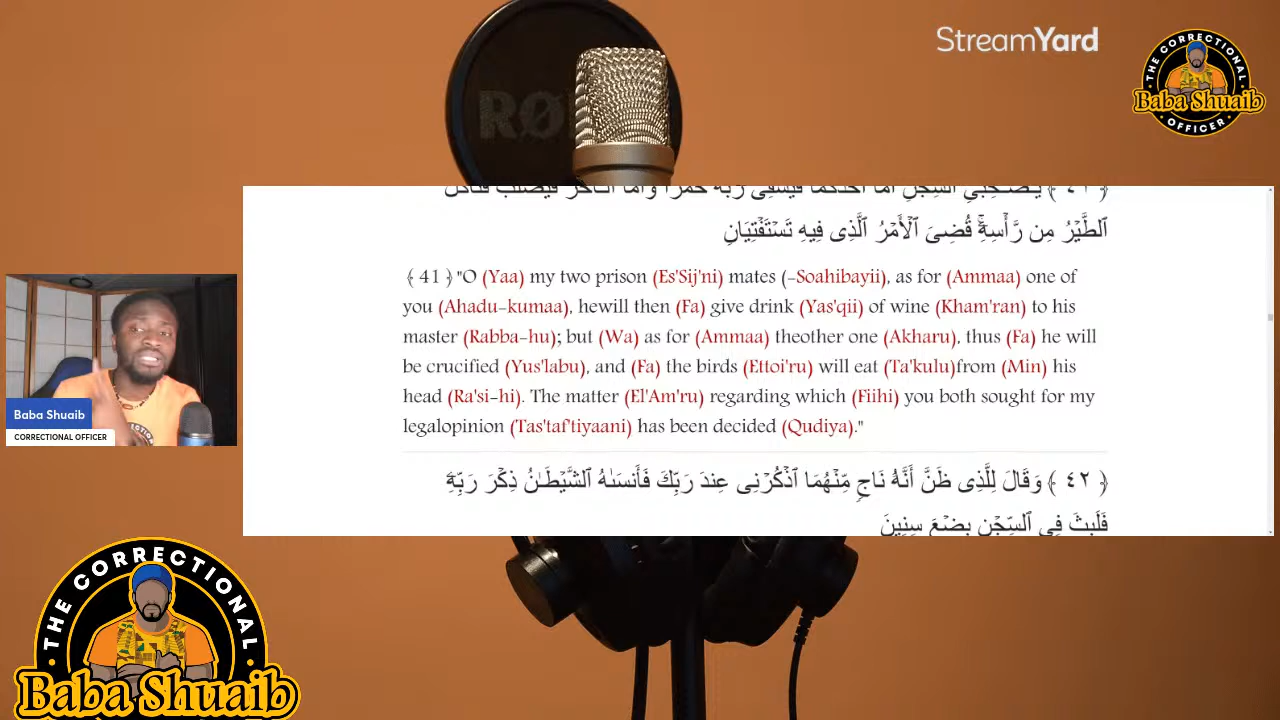 StreamYard
THE CORRECTIONAL
Baba Shuaib
OFFICER
RØ
ٱلطَّيۡرُ مِن رَّأۡسِهِۦۚ قُضِىَ ٱلۡأَمۡرُ ٱلَّذِى فِيهِ تَسۡتَفۡتِيَانِ
﴾ 41 ﴿ "O (Yaa) my two prison (Es'Sij'ni) mates (-Soahibayii), as for (Ammaa) one of
you (Ahadu-kumaa), hewill then (Fa) give drink (Yas'qii) of wine (Kham'ran) to his
master (Rabba-hu); but (Wa) as for (Ammaa) theother one (Akharu), thus (Fa) he will
be crucified (Yus'labu), and (Fa) the birds (Ettoi'ru) will eat (Ta'kulu)from (Min) his
head (Ra'si-hi). The matter (El'Am'ru) regarding which (Fiihi) you both sought for my
legalopinion (Tas'taf'tiyaani) has been decided (Qudiya)."
﴿ ٤٢ ﴾ وَقَالَ لِلَّذِى ظَنَّ أَنَّهُۥ نَاجٖ مِّنۡهُمَا ٱذۡكُرۡنِى عِندَ رَبِّكَ فَأَنسَىٰهُ ٱلشَّيۡطَـٰنُ ذِكۡرَ رَبِّهِۦ
فَلَبِثَ فِى ٱلسِّجۡنِ بِضۡعَ سِنِينَ
Baba Shuaib
CORRECTIONAL OFFICER
THE CORRECTIONAL
Baba Shuaib